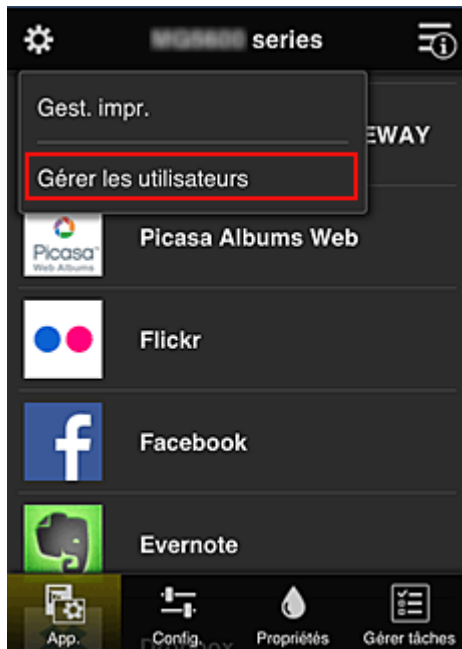 series
Gest. impr.
EWAY
Gérer les utilisateurs
Picasa
Web Albums
Picasa Albums Web
Flickr
Facebook
Evernote
App.
Config.
Propriétés
Gérer tâches